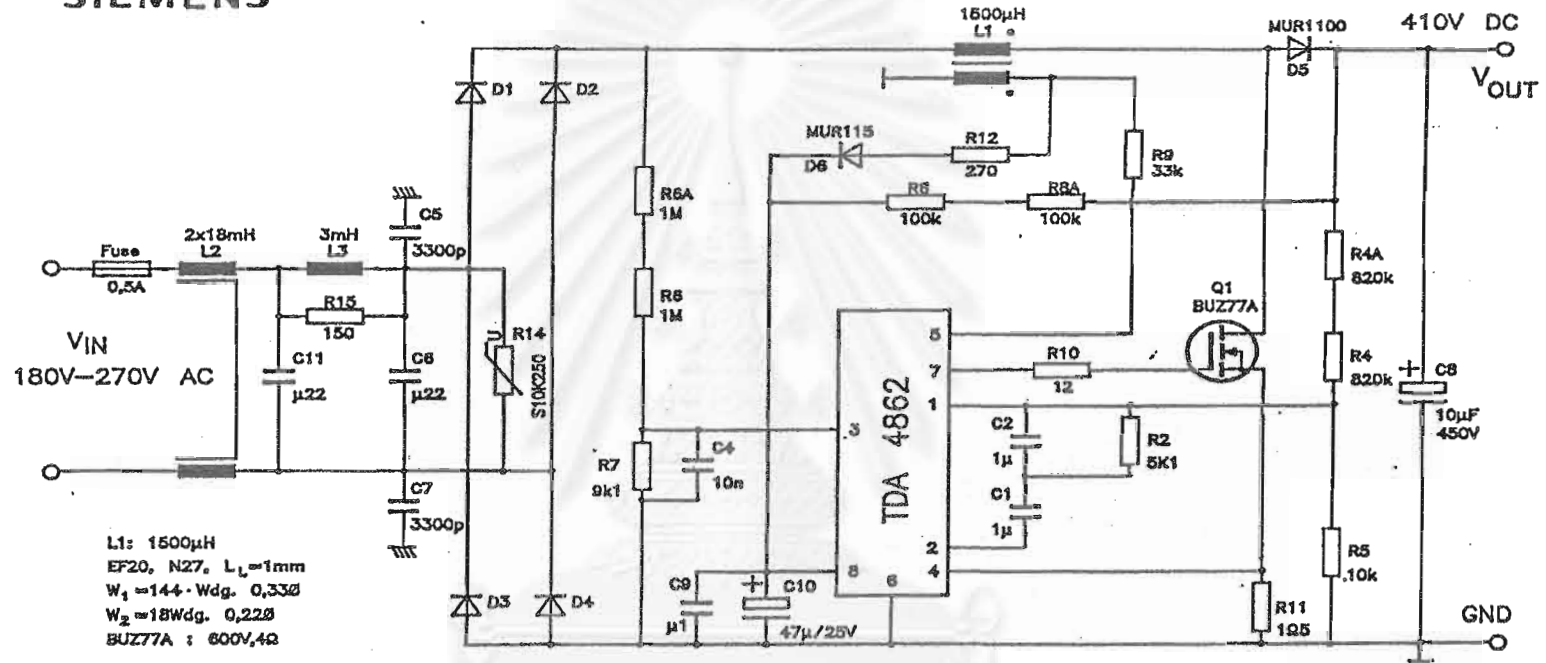 SIEMENS
1500µH
L1
MUR1100
D5
410V DC
VOUT
D1
D2
MUR115
D6
R12
270
R9
33k
R6A
1M
R8
100k
R8A
100k
C5
3300p
2x18mH
L2
3mH
L3
Fuse
0,5A
R4A
820k
Q1
BUZ77A
R6
1M
R15
150
R14
U
S10K250
VIN
180V–270V AC
C11
µ22
C6
µ22
5
R10
7
12
1
R4
820k
C8
+
10µF
450V
TDA 4862
3
C2
1µ
R2
5K1
R7
9k1
C4
10n
C1
1µ
C7
3300p
2
4
8
6
R5
10k
L1: 1500µH
EF20, N27, LL=1mm
W1=144·Wdg. 0,33Ø
W2=18Wdg. 0,22Ø
BUZ77A : 600V,4Ω
D3
D4
C9
µ1
+
C10
47µ/25V
R11
1Ω5
GND